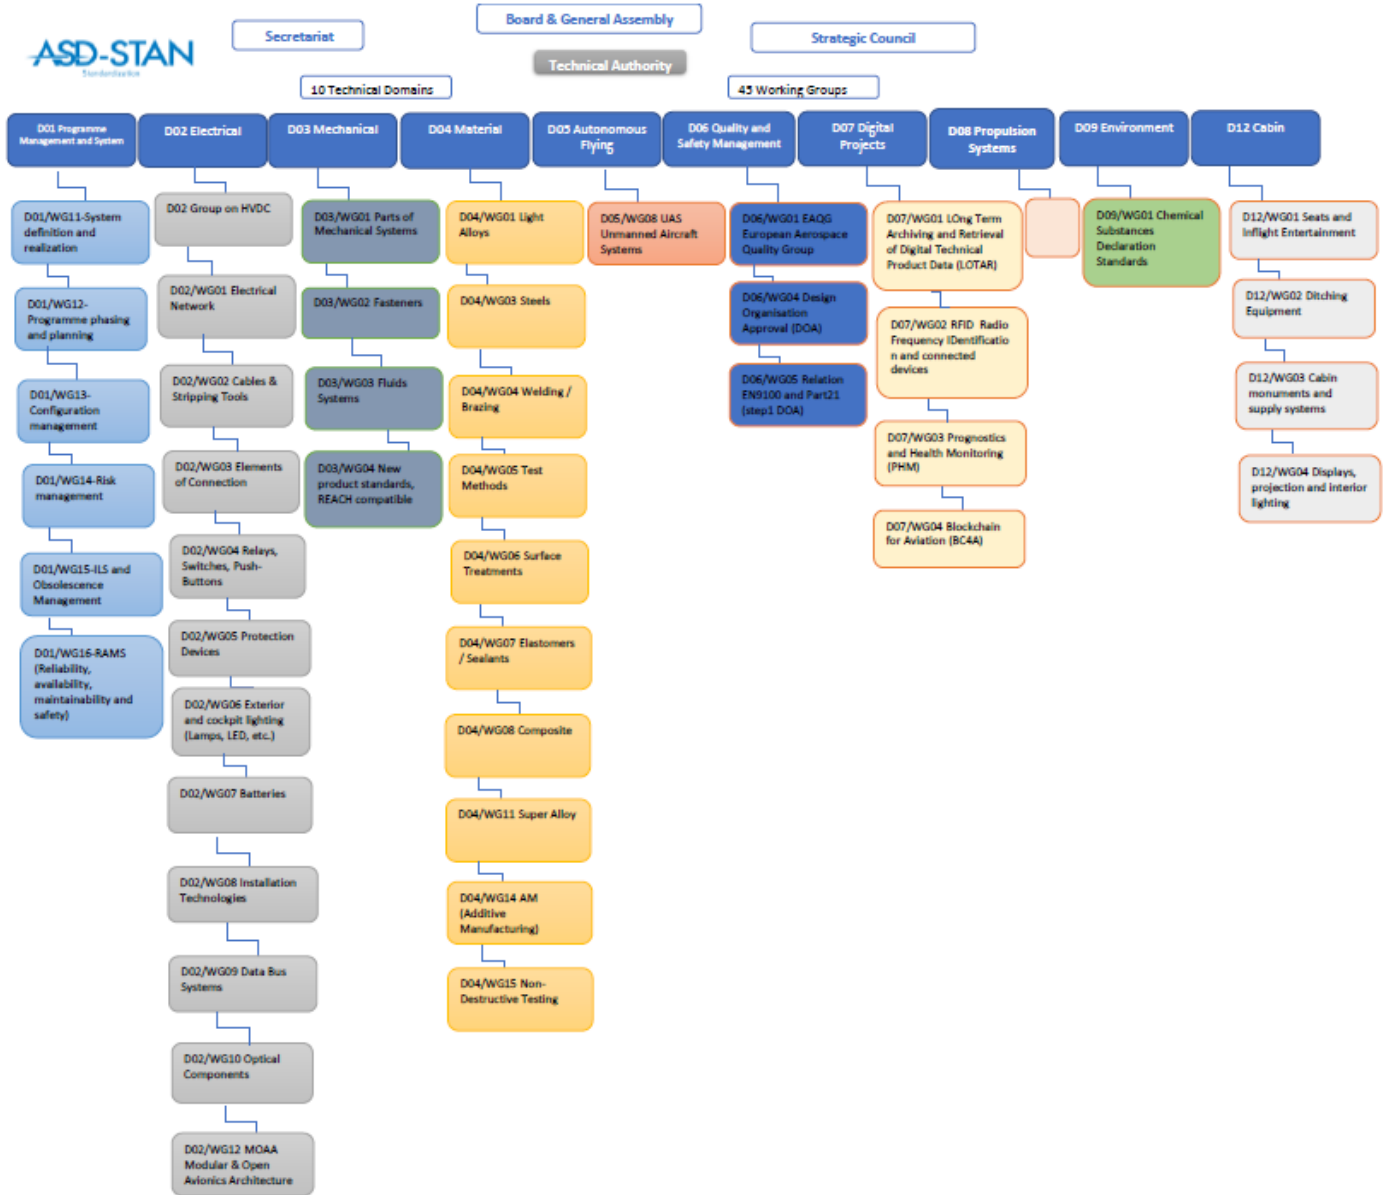 Board & General Assembly
Secretariat
Strategic Council
ASD-STAN
Standardization
Technical Authority
10 Technical Domains
45 Working Groups
D01 Programme
Management and System
D02 Electrical
D03 Mechanical
D04 Material
D05 Autonomous
Flying
D06 Quality and
Safety Management
D07 Digital
Projects
D08 Propulsion
Systems
D09 Environment
D12 Cabin
D01/WG11-System
definition and
realization
D01/WG12-
Programme phasing
and planning
D01/WG13-
Configuration
management
D01/WG14-Risk
management
D01/WG15-ILS and
Obsolescence
Management
D01/WG16-RAMS
(Reliability,
availability,
maintainability and
safety)
D02 Group on HVDC
D02/WG01 Electrical
Network
D02/WG02 Cables &
Stripping Tools
D02/WG03 Elements
of Connection
D02/WG04 Relays,
Switches, Push-
Buttons
D02/WG05 Protection
Devices
D02/WG06 Exterior
and cockpit lighting
(Lamps, LED, etc.)
D02/WG07 Batteries
D02/WG08 Installation
Technologies
D02/WG09 Data Bus
Systems
D02/WG10 Optical
Components
D02/WG12 MOAA
Modular & Open
Avionics Architecture
D03/WG01 Parts of
Mechanical Systems
D03/WG02 Fasteners
D03/WG03 Fluids
Systems
D03/WG04 New
product standards,
REACH compatible
D04/WG01 Light
Alloys
D04/WG03 Steels
D04/WG04 Welding /
Brazing
D04/WG05 Test
Methods
D04/WG06 Surface
Treatments
D04/WG07 Elastomers
/ Sealants
D04/WG08 Composite
D04/WG11 Super Alloy
D04/WG14 AM
(Additive
Manufacturing)
D04/WG15 Non-
Destructive Testing
D05/WG08 UAS
Unmanned Aircraft
Systems
D06/WG01 EAQG
European Aerospace
Quality Group
D06/WG04 Design
Organisation
Approval (DOA)
D06/WG05 Relation
EN9100 and Part21
(step1 DOA)
D07/WG01 LOng Term
Archiving and Retrieval
of Digital Technical
Product Data (LOTAR)
D07/WG02 RFID Radio
Frequency IDentificatio
n and connected
devices
D07/WG03 Prognostics
and Health Monitoring
(PHM)
D07/WG04 Blockchain
for Aviation (BC4A)
D09/WG01 Chemical
Substances
Declaration
Standards
D12/WG01 Seats and
Inflight Entertainment
D12/WG02 Ditching
Equipment
D12/WG03 Cabin
monuments and
supply systems
D12/WG04 Displays,
projection and interior
lighting